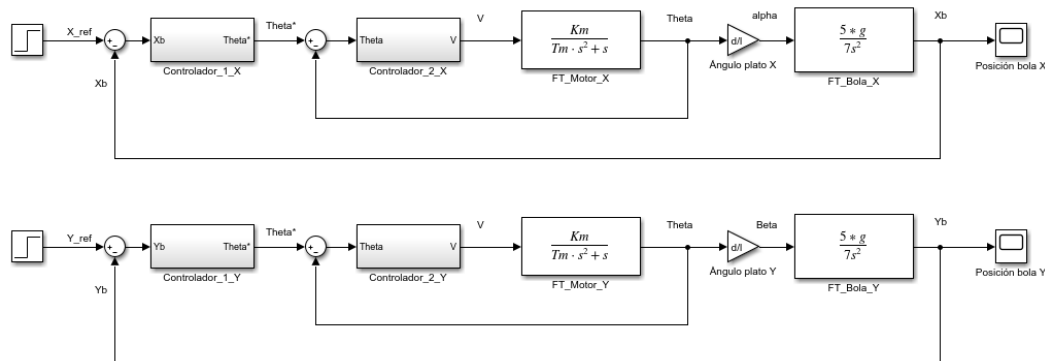 X_ref
Xb
Xb
Theta*
Controlador_1_X
Theta*
Theta
V
Controlador_2_X
V
Km
Tm · s² + s
FT_Motor_X
Theta
d/l
Ángulo plato X
alpha
5 * g
7s²
FT_Bola_X
Xb
Posición bola X
Y_ref
Yb
Yb
Theta*
Controlador_1_Y
Theta*
Theta
V
Controlador_2_Y
V
Km
Tm · s² + s
FT_Motor_Y
Theta
d/l
Ángulo plato Y
Beta
5 * g
7s²
FT_Bola_Y
Yb
Posición bola Y